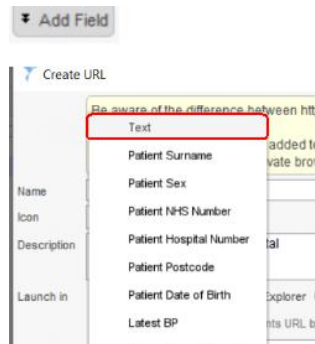 Add Field
Create URL
Be aware of the difference between htt
Text
added to
Patient Surname
vate brov
Patient Sex
Name
Patient NHS Number
Icon
Patient Hospital Number
Description
tal
Patient Postcode
Launch in
Patient Date of Birth
Explorer
Latest BP
nts URL b